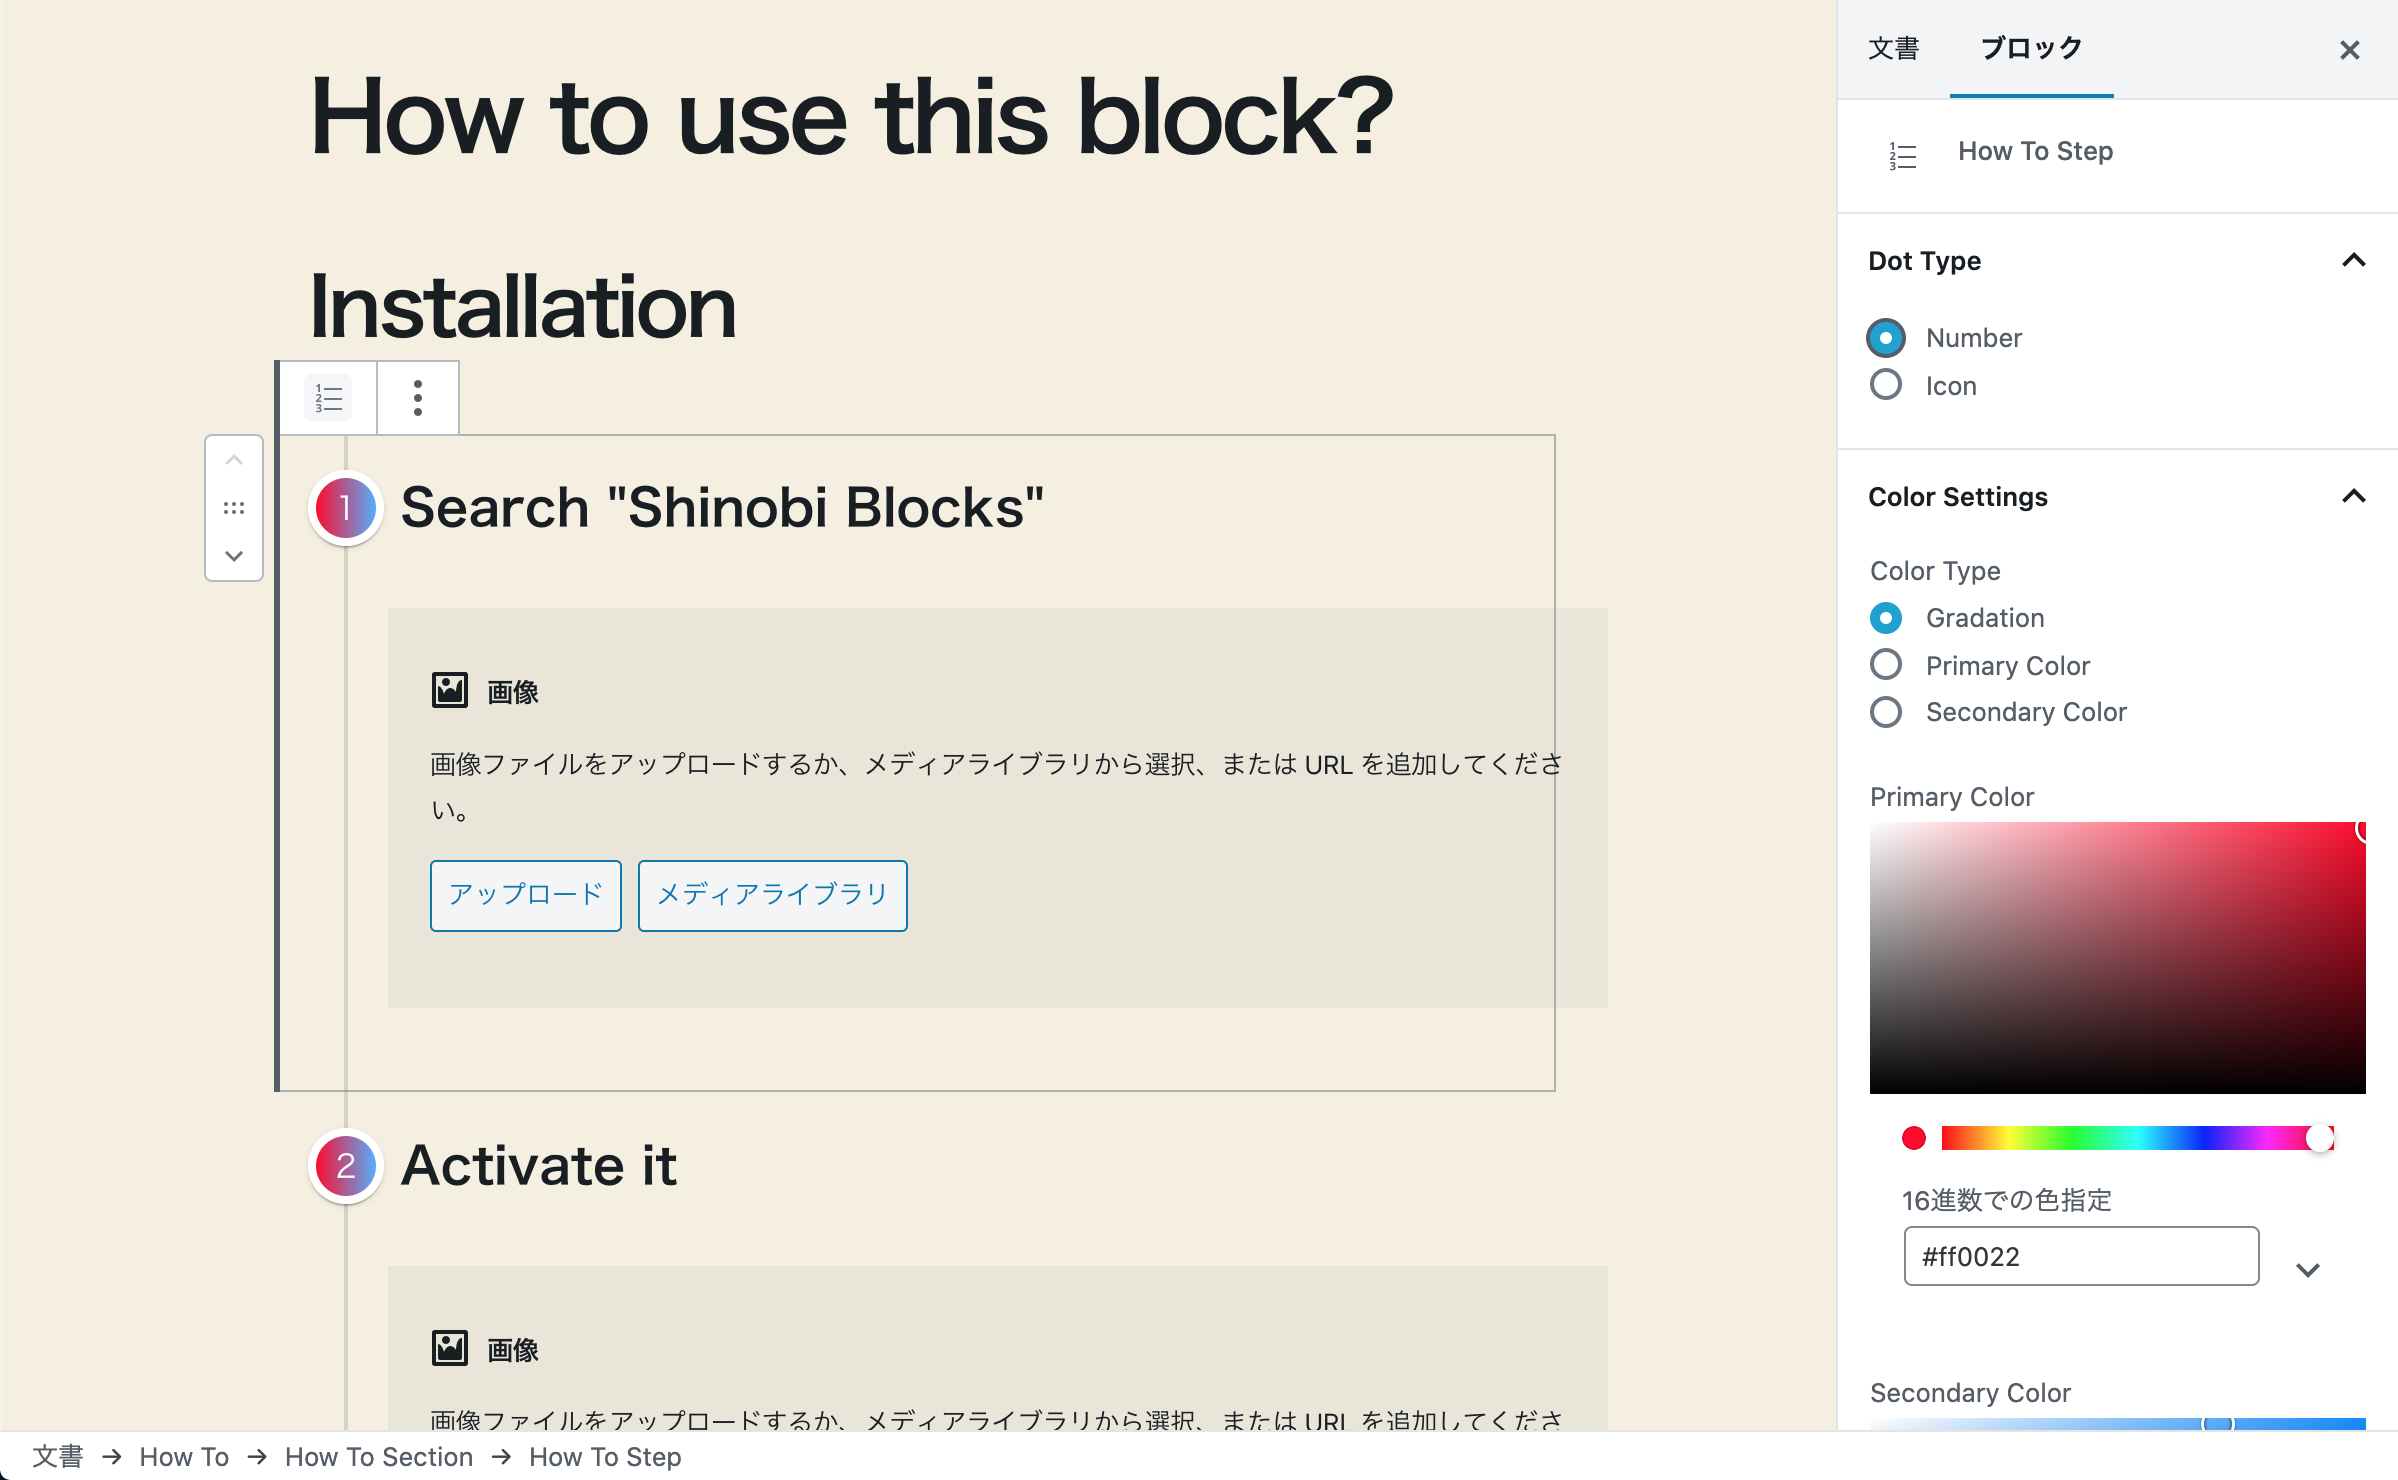 How to use this block?
Installation
1 Search "Shinobi Blocks"
画像
画像ファイルをアップロードするか、メディアライブラリから選択、または URL を追加してくださ
い。
アップロード メディアライブラリ
2 Activate it
画像
画像ファイルをアップロードするか、メディアライブラリから選択、または URL を追加してくださ
文書 → How To → How To Section → How To Step
文書 ブロック
How To Step
Dot Type
Number
Icon
Color Settings
Color Type
Gradation
Primary Color
Secondary Color
Primary Color
16進数での色指定
#ff0022
Secondary Color